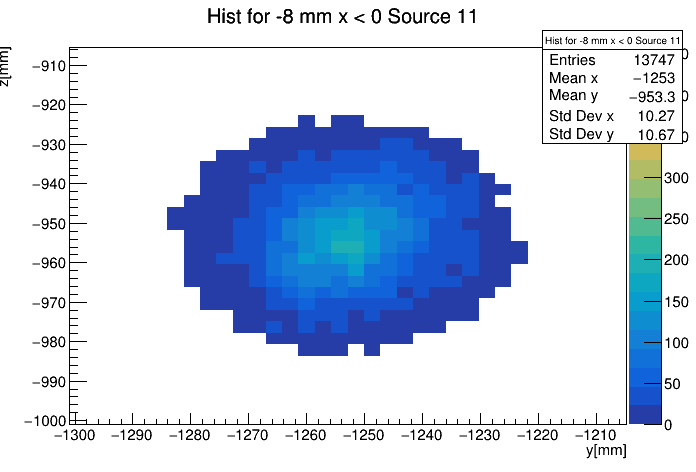 Hist for -8 mm x < 0 Source 11
z[mm]
Hist for -8 mm x < 0 Source 11
Entries 13747
Mean x −1253
Mean y −953.3
Std Dev x 10.27
Std Dev y 10.67
−910
−920
−930
−940
−950
−960
−970
−980
−990
−1000
300
250
200
150
100
50
0
−1300 −1290 −1280 −1270 −1260 −1250 −1240 −1230 −1220 −1210
y[mm]